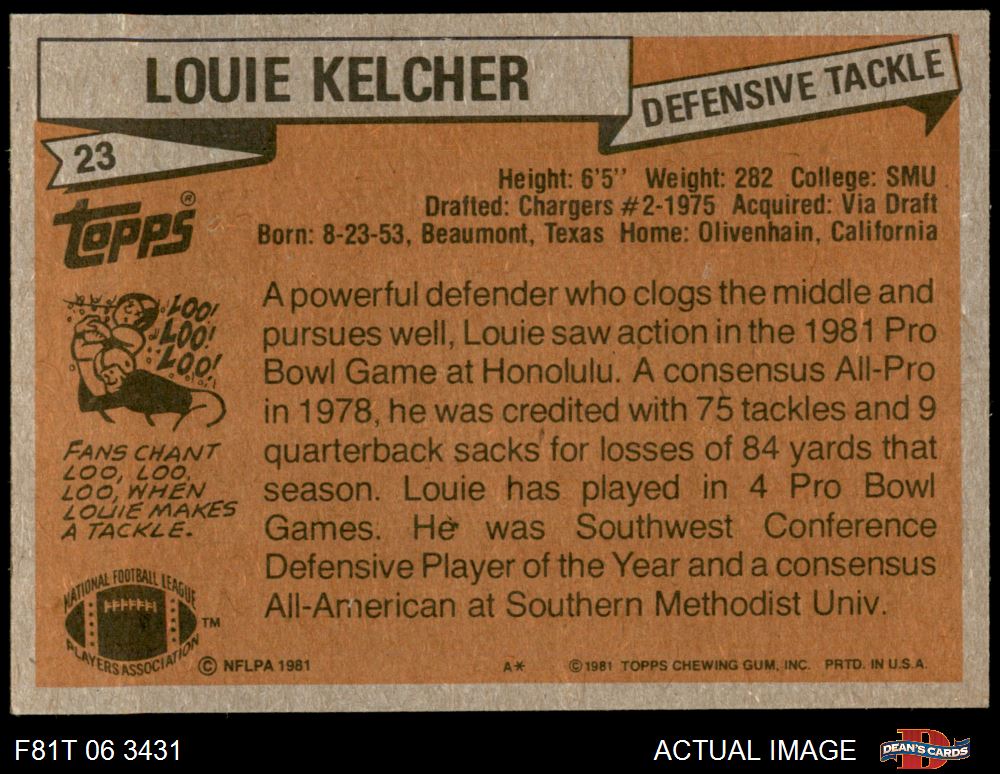 LOUIE KELCHER
DEFENSIVE TACKLE
23
topps®
Height: 6'5'' Weight: 282 College: SMU
Drafted: Chargers #2-1975 Acquired: Via Draft
Born: 8-23-53, Beaumont, Texas Home: Olivenhain, California
LOO!
LOO!
LOO!
FANS CHANT
LOO, LOO,
LOO, WHEN
LOUIE MAKES
A TACKLE.
A powerful defender who clogs the middle and
pursues well, Louie saw action in the 1981 Pro
Bowl Game at Honolulu. A consensus All-Pro
in 1978, he was credited with 75 tackles and 9
quarterback sacks for losses of 84 yards that
season. Louie has played in 4 Pro Bowl
Games. He was Southwest Conference
Defensive Player of the Year and a consensus
All-American at Southern Methodist Univ.
NATIONAL FOOTBALL LEAGUE
PLAYERS ASSOCIATION
TM
© NFLPA 1981
A* © 1981 TOPPS CHEWING GUM, INC. PRTD. IN U.S.A.
F81T 06 3431
ACTUAL IMAGE
DEAN'S CARDS